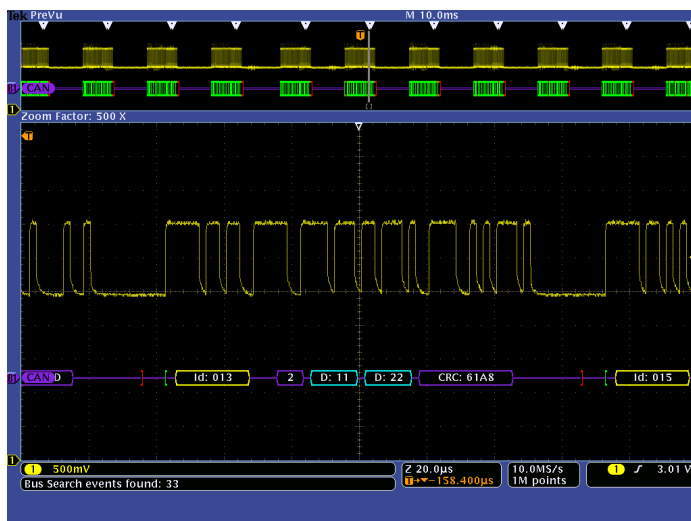 Tek PreVu M 10.0ms
T
B1 CAN
1
Zoom Factor: 500 X
T
B1 CAN D Id: 013 2 D: 11 D: 22 CRC: 61A8 Id: 015
1
1 500mV Z 20.0µs 10.0MS/s 1 ʃ 3.01 V
T→▼−158.400µs 1M points
Bus Search events found: 33